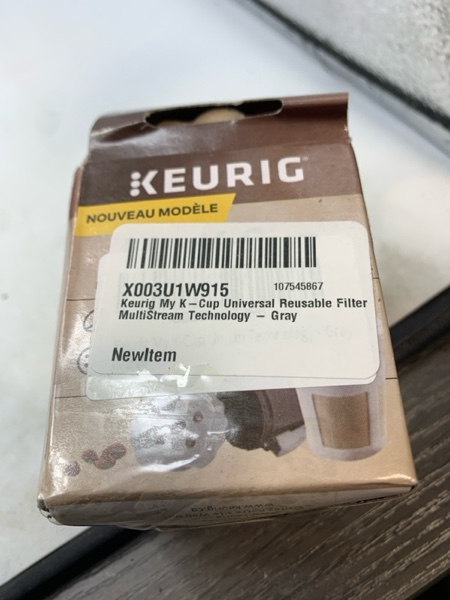 KEURIG
NOUVEAU MODÈLE
X003U1W915 107545867
Keurig My K-Cup Universal Reusable Filter
MultiStream Technology - Gray
NewItem